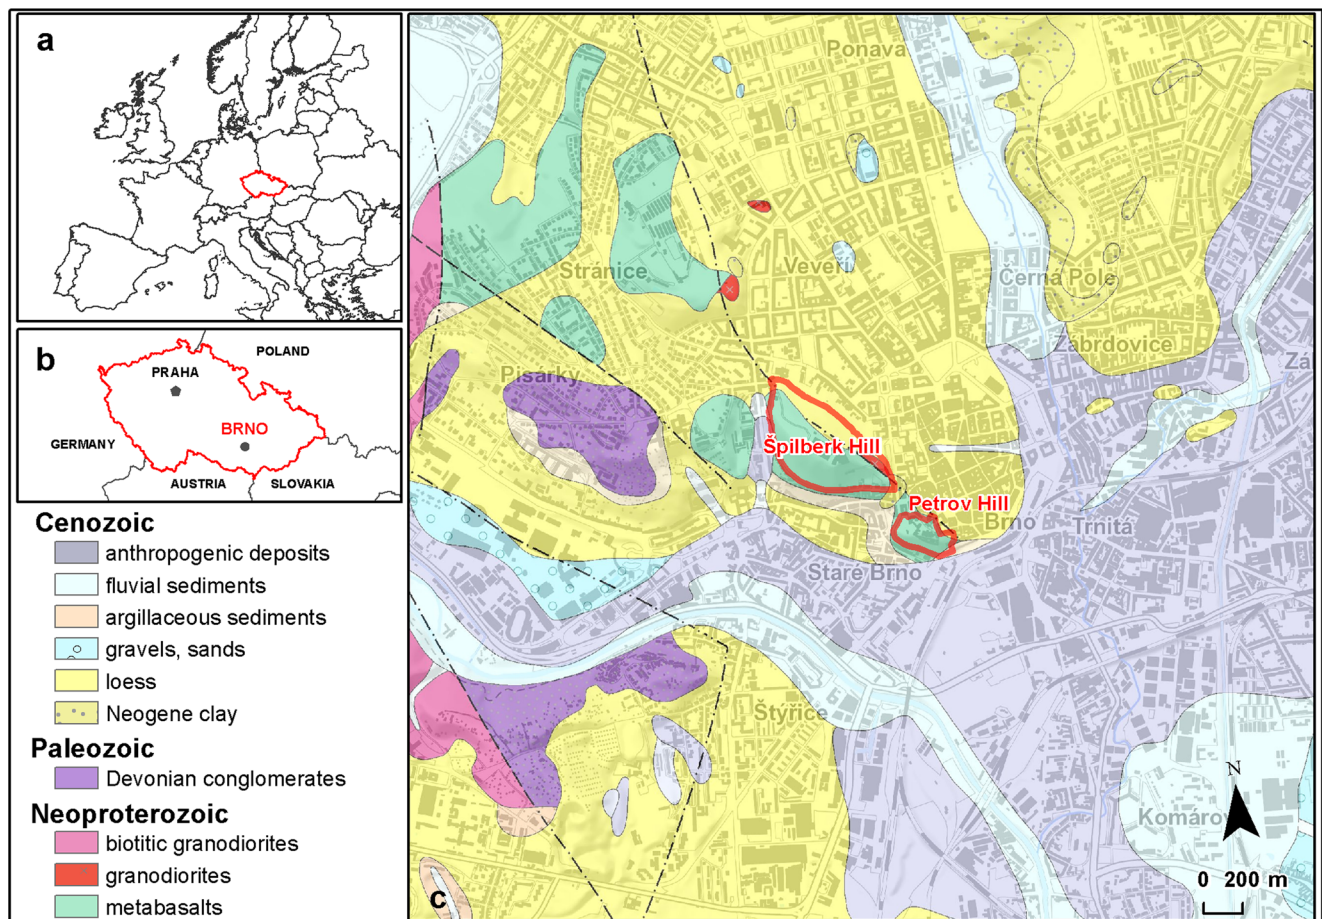 a
b
POLAND
PRAHA
BRNO
GERMANY
AUSTRIA
SLOVAKIA
Cenozoic
anthropogenic deposits
fluvial sediments
argillaceous sediments
gravels, sands
loess
Neogene clay
Paleozoic
Devonian conglomerates
Neoproterozoic
biotitic granodiorites
granodiorites
metabasalts
Ponava
Stránice
Veveří
Černá Pole
Zábrdovice
Pisárky
Špilberk Hill
Petrov Hill
Brno
Trnitá
Staré Brno
Štýřice
N
0 200 m
c